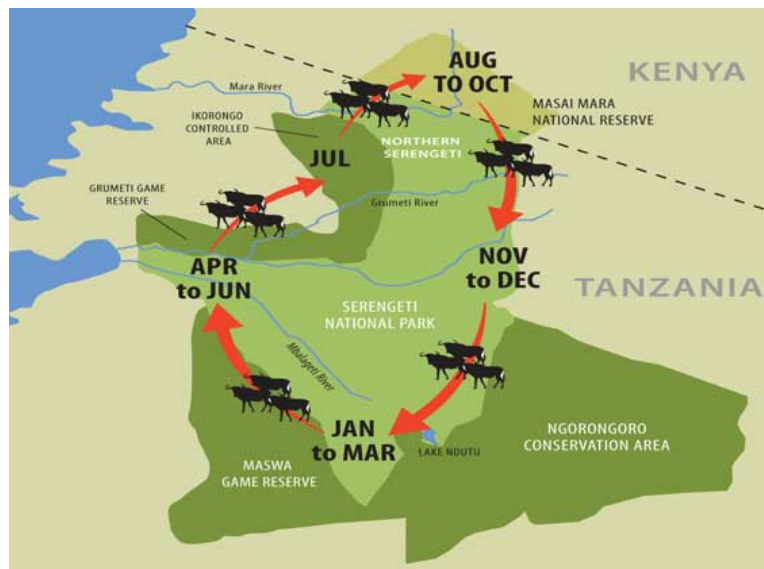 AUG
TO OCT
KENYA
Mara River
MASAI MARA
NATIONAL RESERVE
IKORONGO
CONTROLLED
AREA
JUL
NORTHERN
SERENGETI
GRUMETI GAME
RESERVE
Grumeti River
APR
to JUN
NOV
to DEC
TANZANIA
SERENGETI
NATIONAL PARK
Mbalageti River
JAN
to MAR
LAKE NDUTU
NGORONGORO
CONSERVATION AREA
MASWA
GAME RESERVE